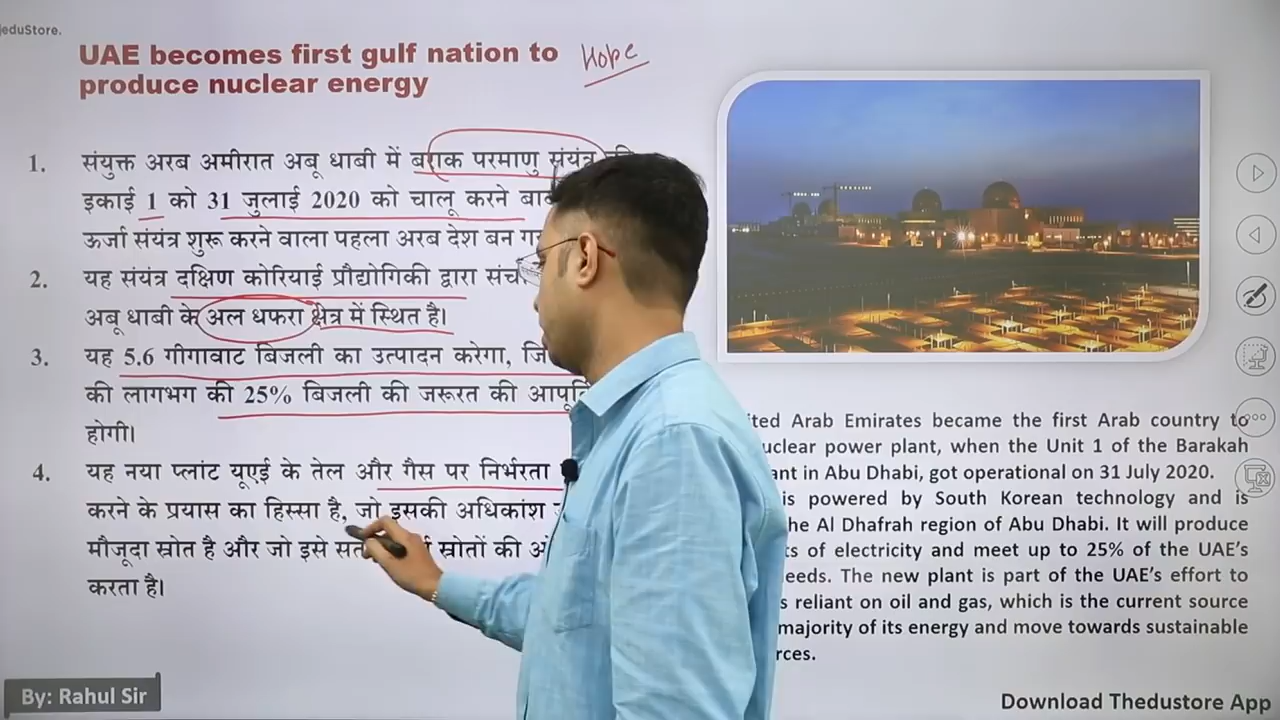 eduStore.
UAE becomes first gulf nation to
produce nuclear energy
Hope
1. संयुक्त अरब अमीरात अबू धाबी में बराक परमाणु संयंत्र की
इकाई 1 को 31 जुलाई 2020 को चालू करने
ऊर्जा संयंत्र शुरू करने वाला पहला अरब देश बन
2. यह संयंत्र दक्षिण कोरियाई प्रौद्योगिकी द्वारा
अबू धाबी के अल धफरा क्षेत्र में स्थित है।
3. यह 5.6 गीगावाट बिजली का उत्पादन करेगा,
की लागभग की 25% बिजली की जरूरत की
होगी।
4. यह नया प्लांट यूएई के तेल और गैस पर निर्भरता
करने के प्रयास का हिस्सा है, जो इसकी अधिकांश
मौजूदा स्रोत है और जो इसे स्रोतों की
करता है।
ited Arab Emirates became the first Arab country to
uclear power plant, when the Unit 1 of the Barakah
ant in Abu Dhabi, got operational on 31 July 2020.
is powered by South Korean technology and is
he Al Dhafrah region of Abu Dhabi. It will produce
ts of electricity and meet up to 25% of the UAE's
eeds. The new plant is part of the UAE's effort to
s reliant on oil and gas, which is the current source
majority of its energy and move towards sustainable
rces.
By: Rahul Sir
Download Thedustore App